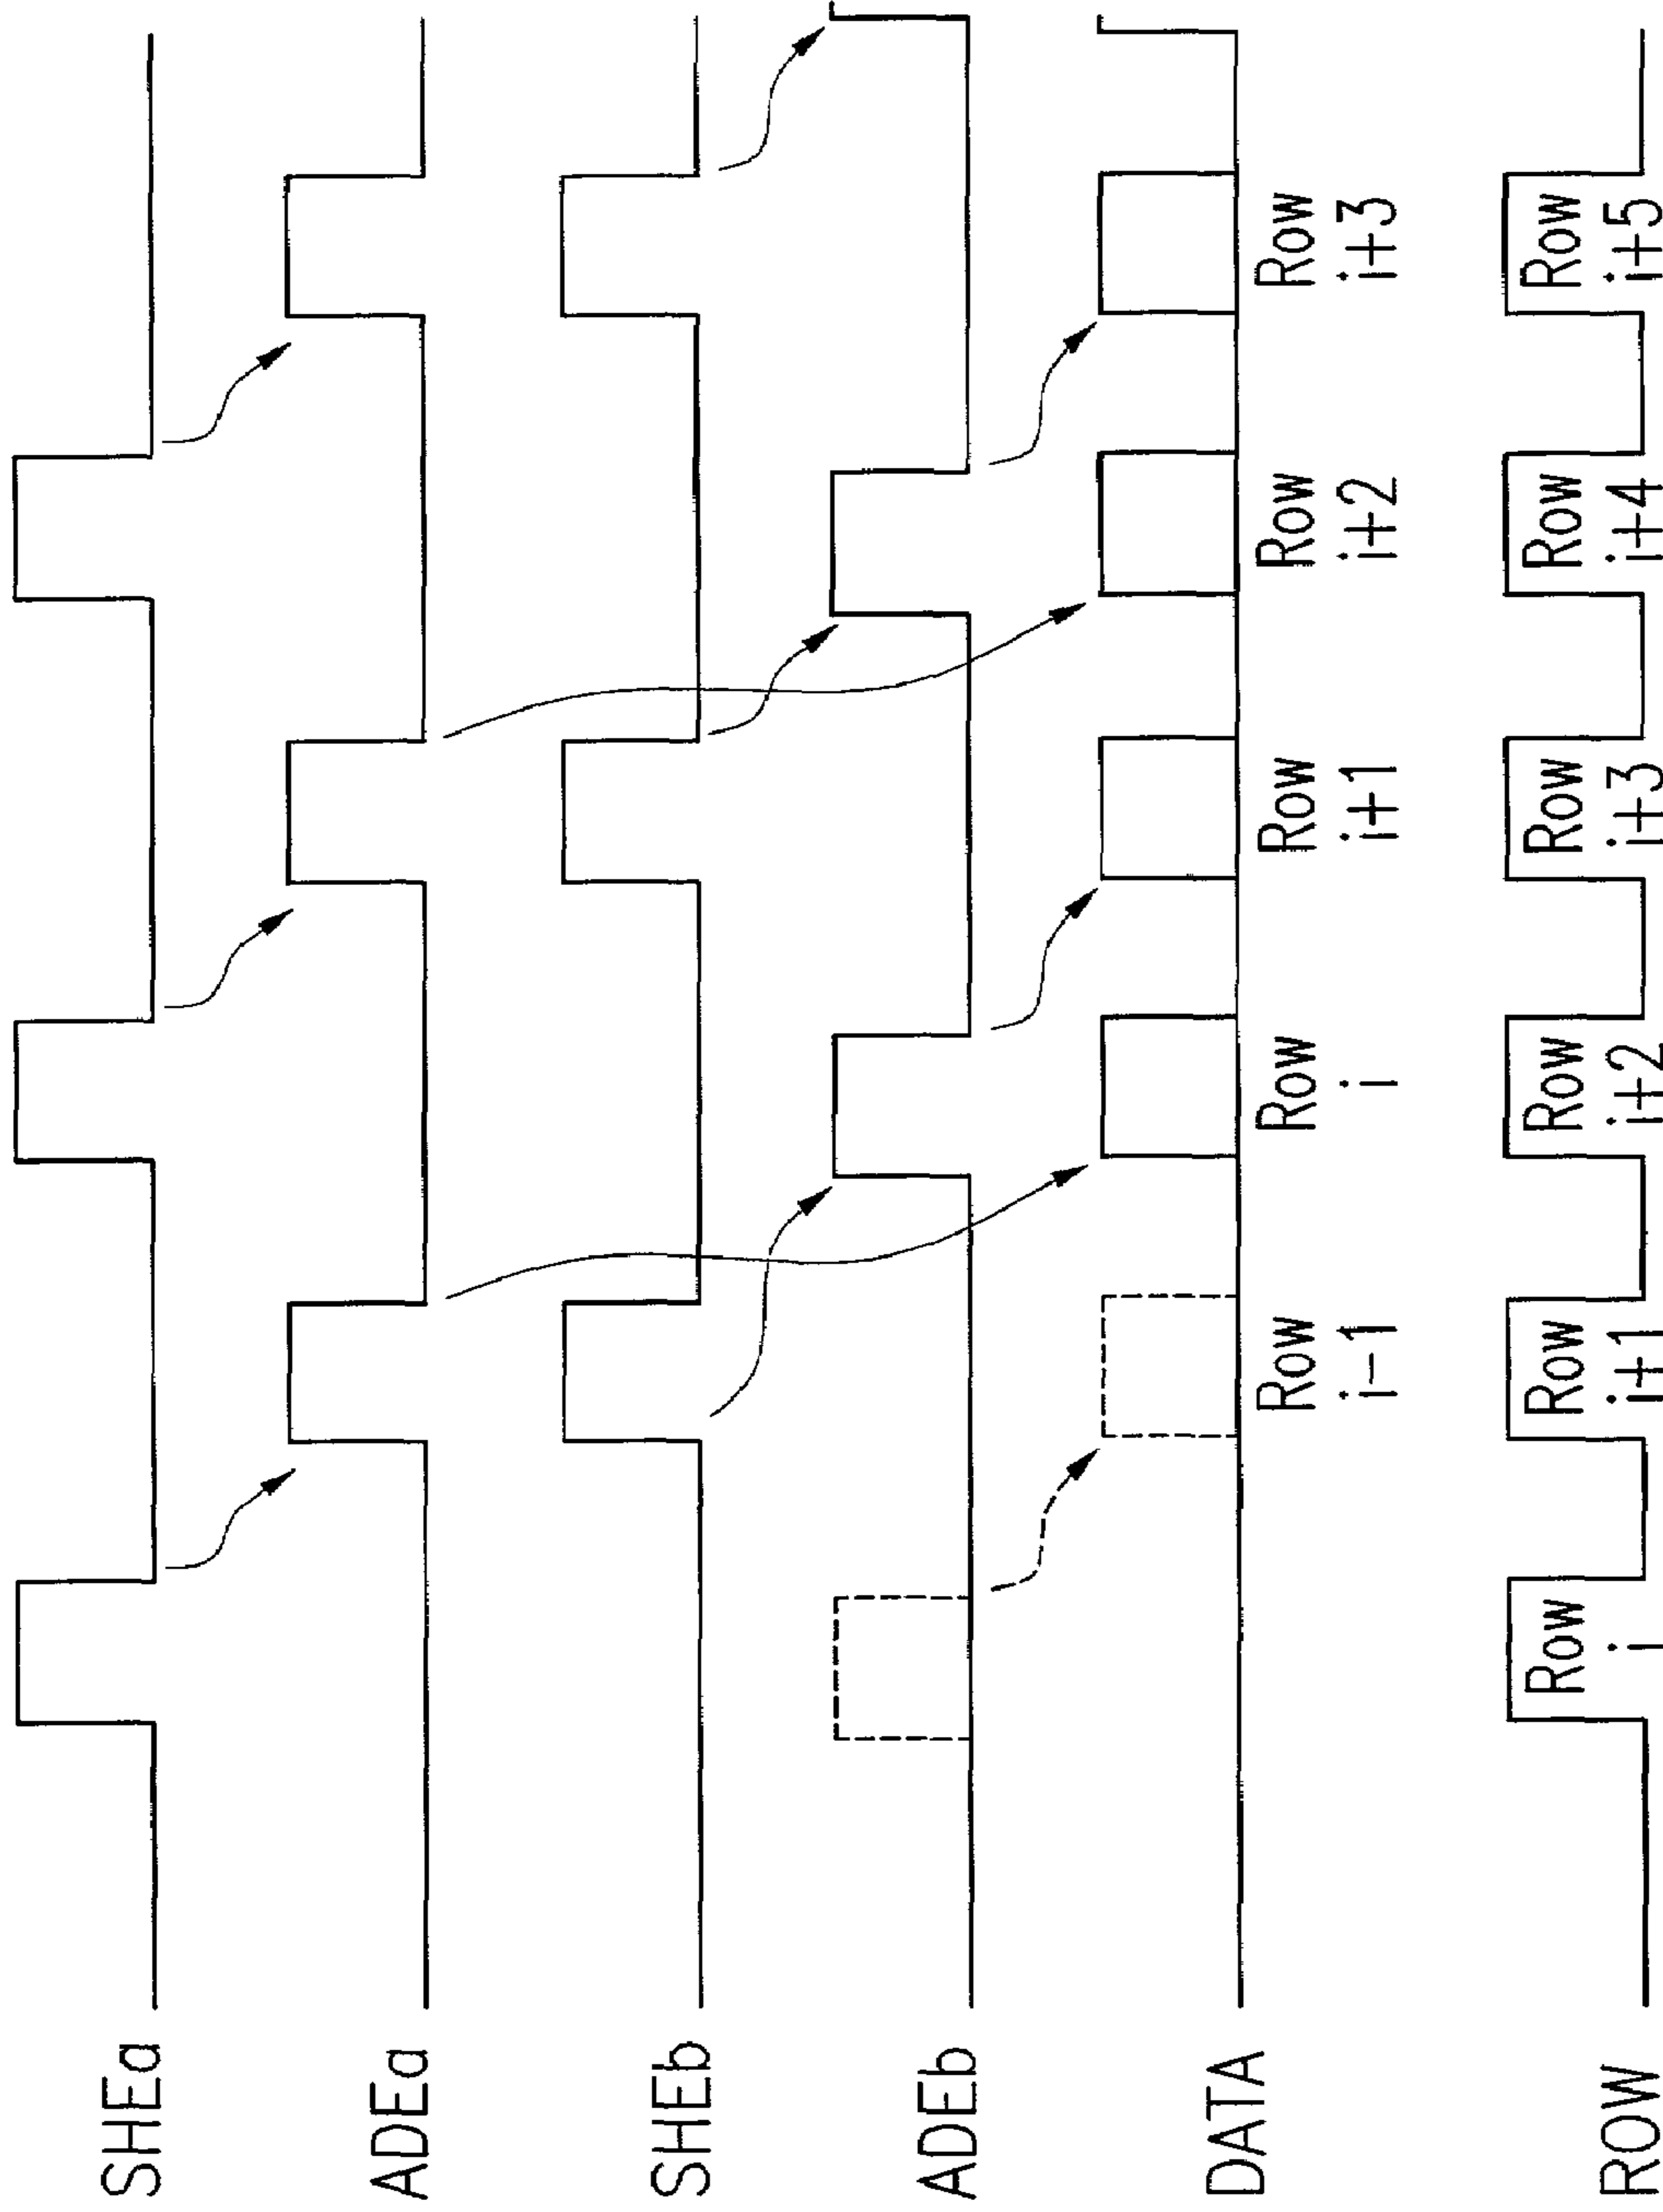 SHEa
ADEa
SHEb
ADEb
DATA
Row
i-1
Row
i
Row
i+1
Row
i+2
Row
i+3
ROW
Row
i
Row
i+1
Row
i+2
Row
i+3
Row
i+4
Row
i+5